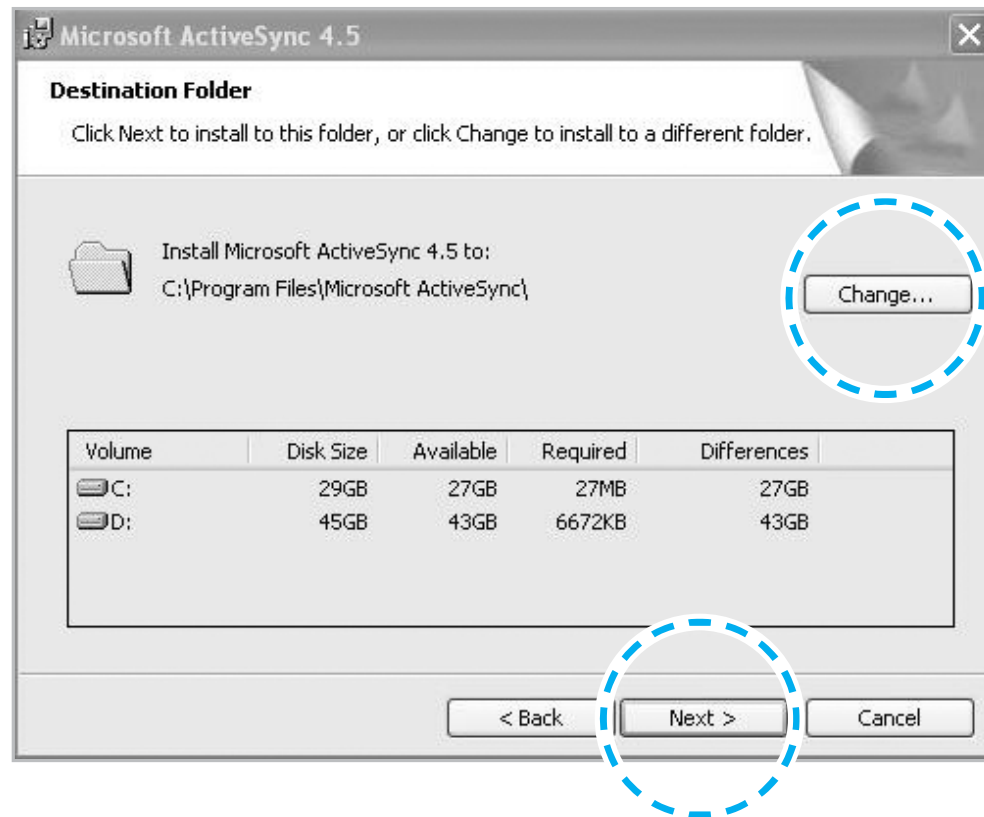 Microsoft ActiveSync 4.5
Destination Folder
Click Next to install to this folder, or click Change to install to a different folder.
Install Microsoft ActiveSync 4.5 to:
C:\Program Files\Microsoft ActiveSync\
Change...
Volume Disk Size Available Required Differences
C: 29GB 27GB 27MB 27GB
D: 45GB 43GB 6672KB 43GB
< Back Next > Cancel